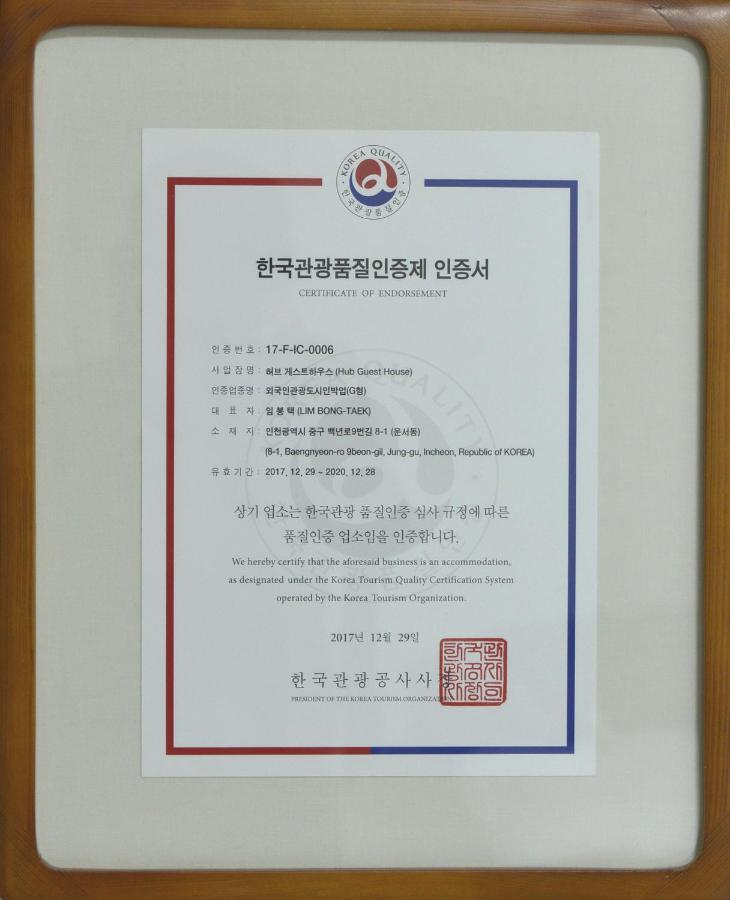 KOREA QUALITY
한국관광품질인증
한국관광품질인증제 인증서
CERTIFICATE OF ENDORSEMENT
인증번호 : 17-F-IC-0006
사업장명 : 허브 게스트하우스 (Hub Guest House)
인증업종명 : 외국인관광도시민박업(G형)
대 표 자 : 임 봉 택 (LIM BONG-TAEK)
소 재 지 : 인천광역시 중구 백년로9번길 8-1 (운서동)
(8-1, Baengnyeon-ro 9beon-gil, Jung-gu, Incheon, Republic of KOREA)
유효기간 : 2017. 12. 29 ~ 2020. 12. 28
상기 업소는 한국관광 품질인증 심사 규정에 따른
품질인증 업소임을 인증합니다.
We hereby certify that the aforesaid business is an accommodation,
as designated under the Korea Tourism Quality Certification System
operated by the Korea Tourism Organization.
2017년 12월 29일
한국관광공사사장
PRESIDENT OF THE KOREA TOURISM ORGANIZATION